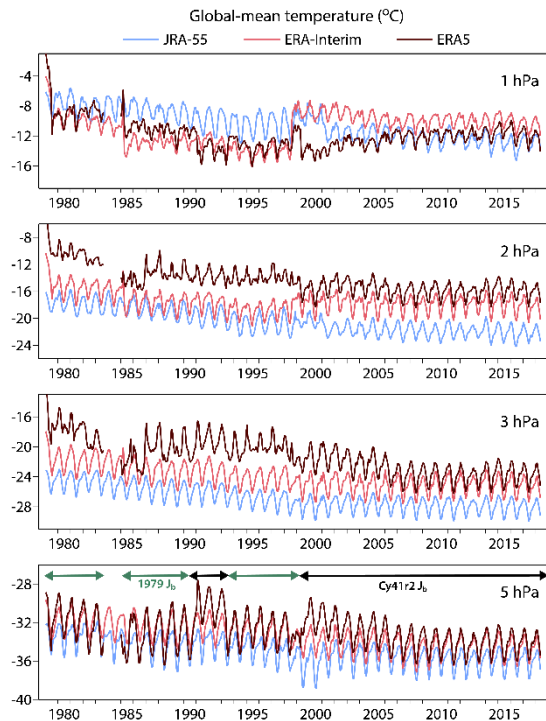 Global-mean temperature (°C)
JRA-55 ERA-Interim ERA5
1 hPa
-4
-8
-12
-16
1980 1985 1990 1995 2000 2005 2010 2015
2 hPa
-8
-12
-16
-20
-24
1980 1985 1990 1995 2000 2005 2010 2015
3 hPa
-16
-20
-24
-28
1980 1985 1990 1995 2000 2005 2010 2015
1979 Jb Cy41r2 Jb
5 hPa
-28
-32
-36
-40
1980 1985 1990 1995 2000 2005 2010 2015